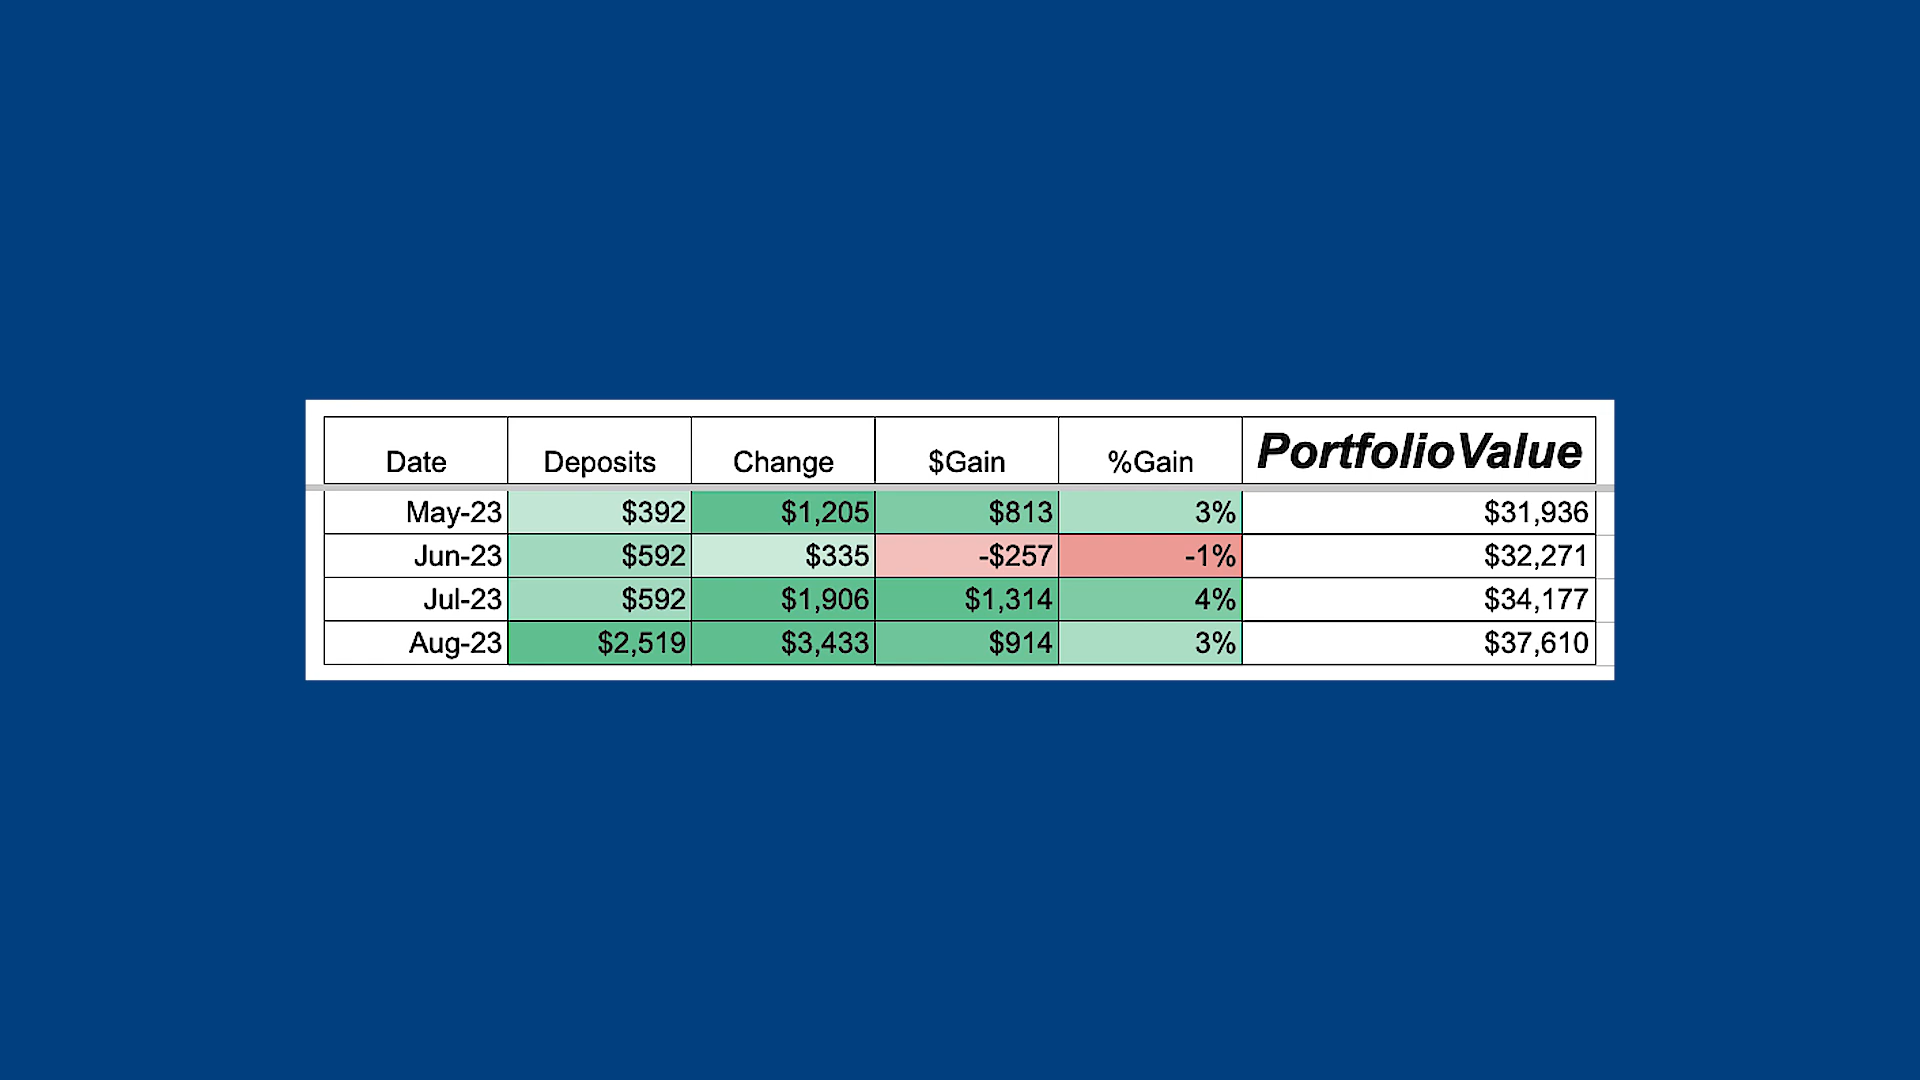 Date Deposits Change $Gain %Gain PortfolioValue
May-23 $392 $1,205 $813 3% $31,936
Jun-23 $592 $335 -$257 -1% $32,271
Jul-23 $592 $1,906 $1,314 4% $34,177
Aug-23 $2,519 $3,433 $914 3% $37,610